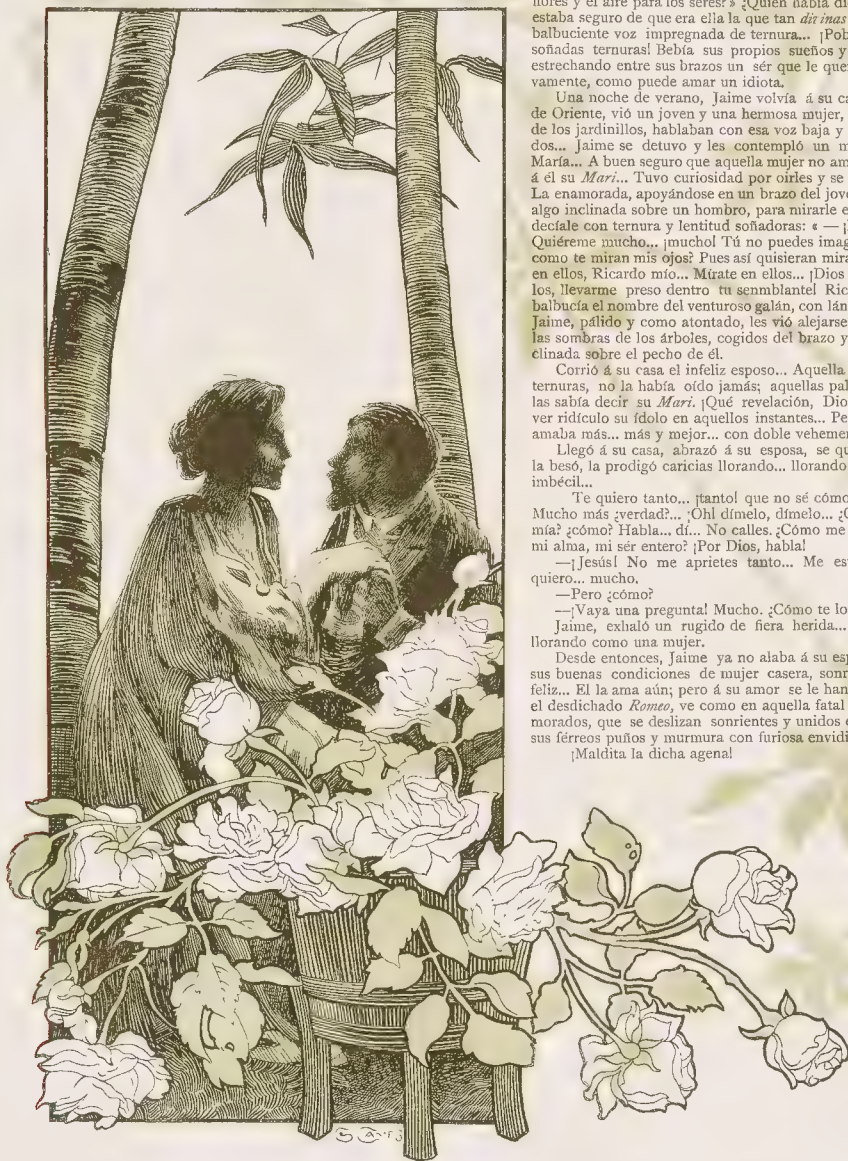 flores y el aire para los seres? » ¿Quién había di
estaba seguro de que era ella la que tan divinas
balbuciente voz impregnada de ternura... ¡Pob
soñadas ternuras! Bebía sus propios sueños y
estrechando entre sus brazos un sér que le que
vamente, como puede amar un idiota.
Una noche de verano, Jaime volvía á su ca
de Oriente, vió un joven y una hermosa mujer,
de los jardinillos, hablaban con esa voz baja y
dos... Jaime se detuvo y les contempló un m
María... A buen seguro que aquella mujer no am
á él su Mari... Tuvo curiosidad por oirles y se
La enamorada, apoyándose en un brazo del jove
algo inclinada sobre un hombro, para mirarle e
decíale con ternura y lentitud soñadoras: « — ¡
Quiéreme mucho... ¡mucho! Tú no puedes imag
como te miran mis ojos? Pues así quisieran mira
en ellos, Ricardo mío... Mírate en ellos... ¡Dios
los, llevarme preso dentro tu senmblante! Ric
balbucía el nombre del venturoso galán, con lán
Jaime, pálido y como atontado, les vió alejarse
las sombras de los árboles, cogidos del brazo y
clinada sobre el pecho de él.
Corrió á su casa el infeliz esposo... Aquella
ternuras, no la había oído jamás; aquellas pal
las sabía decir su Mari. ¡Qué revelación, Dio
ver ridículo su ídolo en aquellos instantes... Pe
amaba más... más y mejor... con doble vehemen
Llegó á su casa, abrazó á su esposa, se qu
la besó, la prodigó caricias llorando... llorando
imbécil...
Te quiero tanto... ¡tanto! que no sé cómo
Mucho más ¿verdad?... ¡Oh! dímelo, dímelo... ¿C
mía? ¿cómo? Habla... dí... No calles. ¿Cómo me
mi alma, mi sér entero? ¡Por Dios, habla!
—¡Jesús! No me aprietes tanto... Me es
quiero... mucho.
—Pero ¿cómo?
—¡Vaya una pregunta! Mucho. ¿Cómo te lo
Jaime, exhaló un rugido de fiera herida...
llorando como una mujer.
Desde entonces, Jaime ya no alaba á su es
sus buenas condiciones de mujer casera, sonr
feliz... El la ama aún; pero á su amor se le han
el desdichado Romeo, ve como en aquella fatal
morados, que se deslizan sonrientes y unidos e
sus férreos puños y murmura con furiosa envidi
¡Maldita la dicha agena!